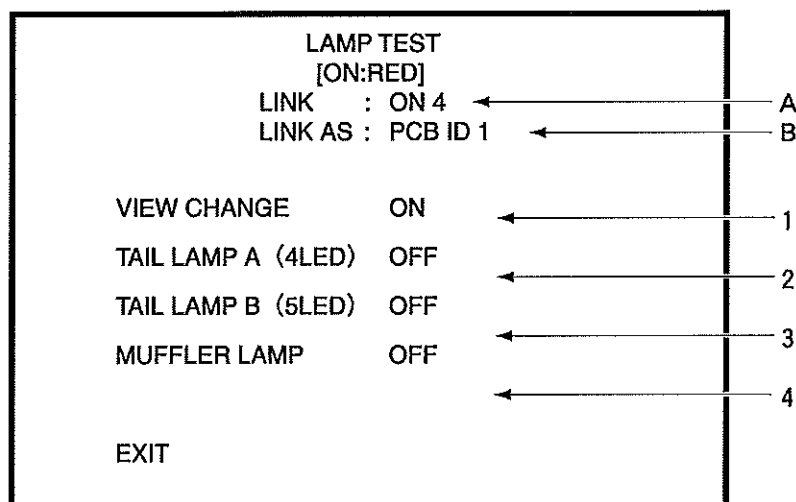 LAMP TEST
[ON:RED]
LINK : ON 4 A
LINK AS : PCB ID 1 B
VIEW CHANGE ON 1
TAIL LAMP A (4LED) OFF 2
TAIL LAMP B (5LED) OFF 3
MUFFLER LAMP OFF 4
EXIT